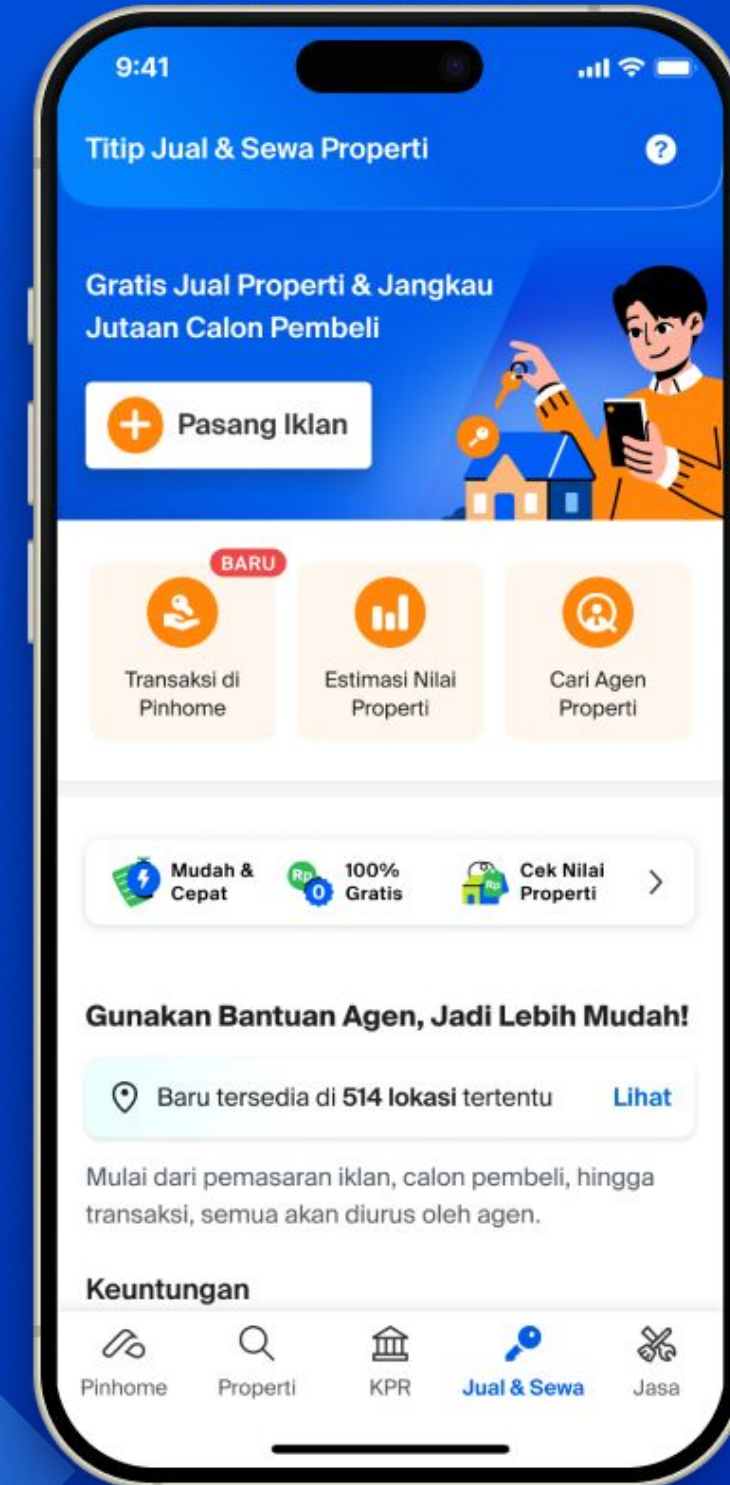 9:41
Titip Jual & Sewa Properti
?
Gratis Jual Properti & Jangkau
Jutaan Calon Pembeli
Pasang Iklan
BARU
Transaksi di
Pinhome
Estimasi Nilai
Properti
Cari Agen
Properti
Mudah &
Cepat
Rp
0
100%
Gratis
Rp
Cek Nilai
Properti
Gunakan Bantuan Agen, Jadi Lebih Mudah!
Baru tersedia di 514 lokasi tertentu
Lihat
Mulai dari pemasaran iklan, calon pembeli, hingga
transaksi, semua akan diurus oleh agen.
Keuntungan
Pinhome
Properti
KPR
Jual & Sewa
Jasa